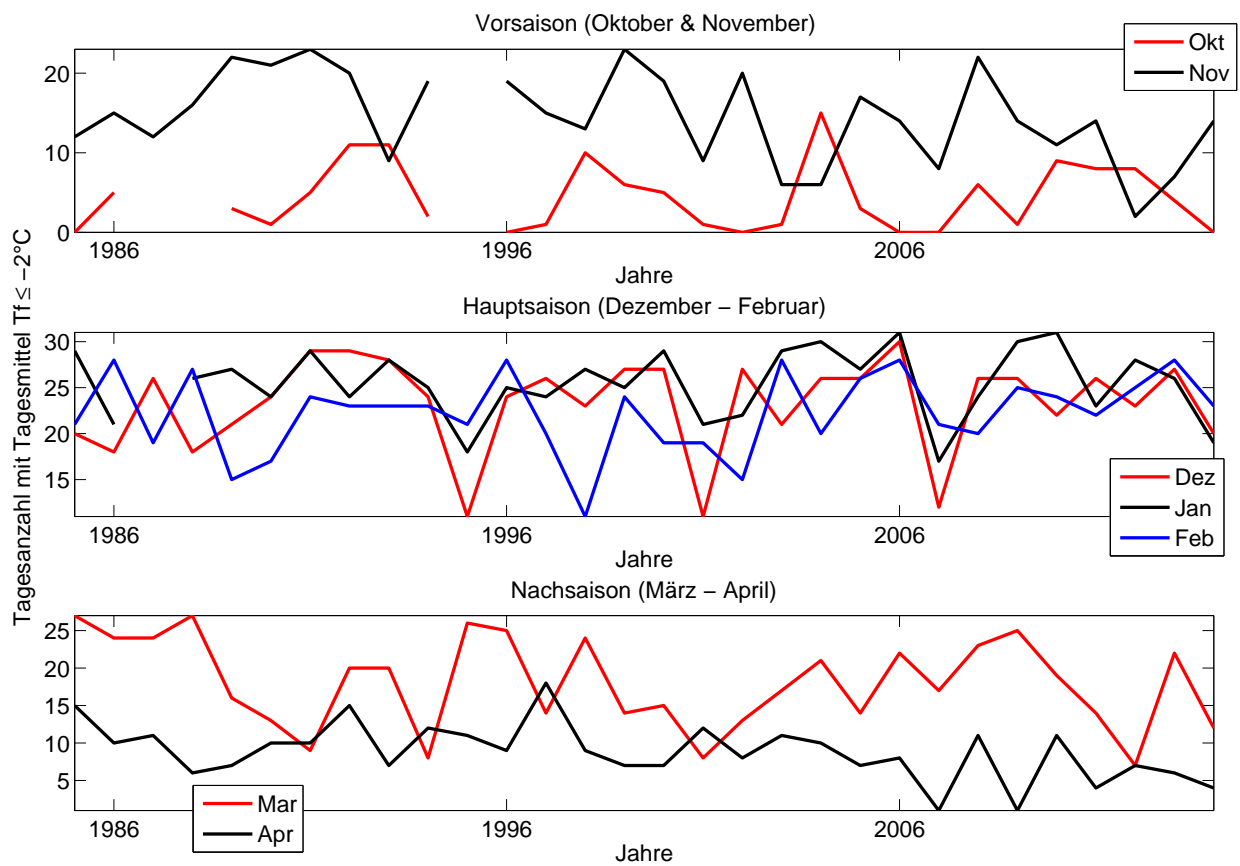 Vorsaison (Oktober & November)
Okt
Nov
20
10
0
1986
1996
2006
Jahre
Tagesanzahl mit Tagesmittel Tf ≤ −2°C
Hauptsaison (Dezember − Februar)
30
25
20
15
Dez
Jan
Feb
1986
1996
2006
Jahre
Nachsaison (März − April)
25
20
15
10
5
Mar
Apr
1986
1996
2006
Jahre